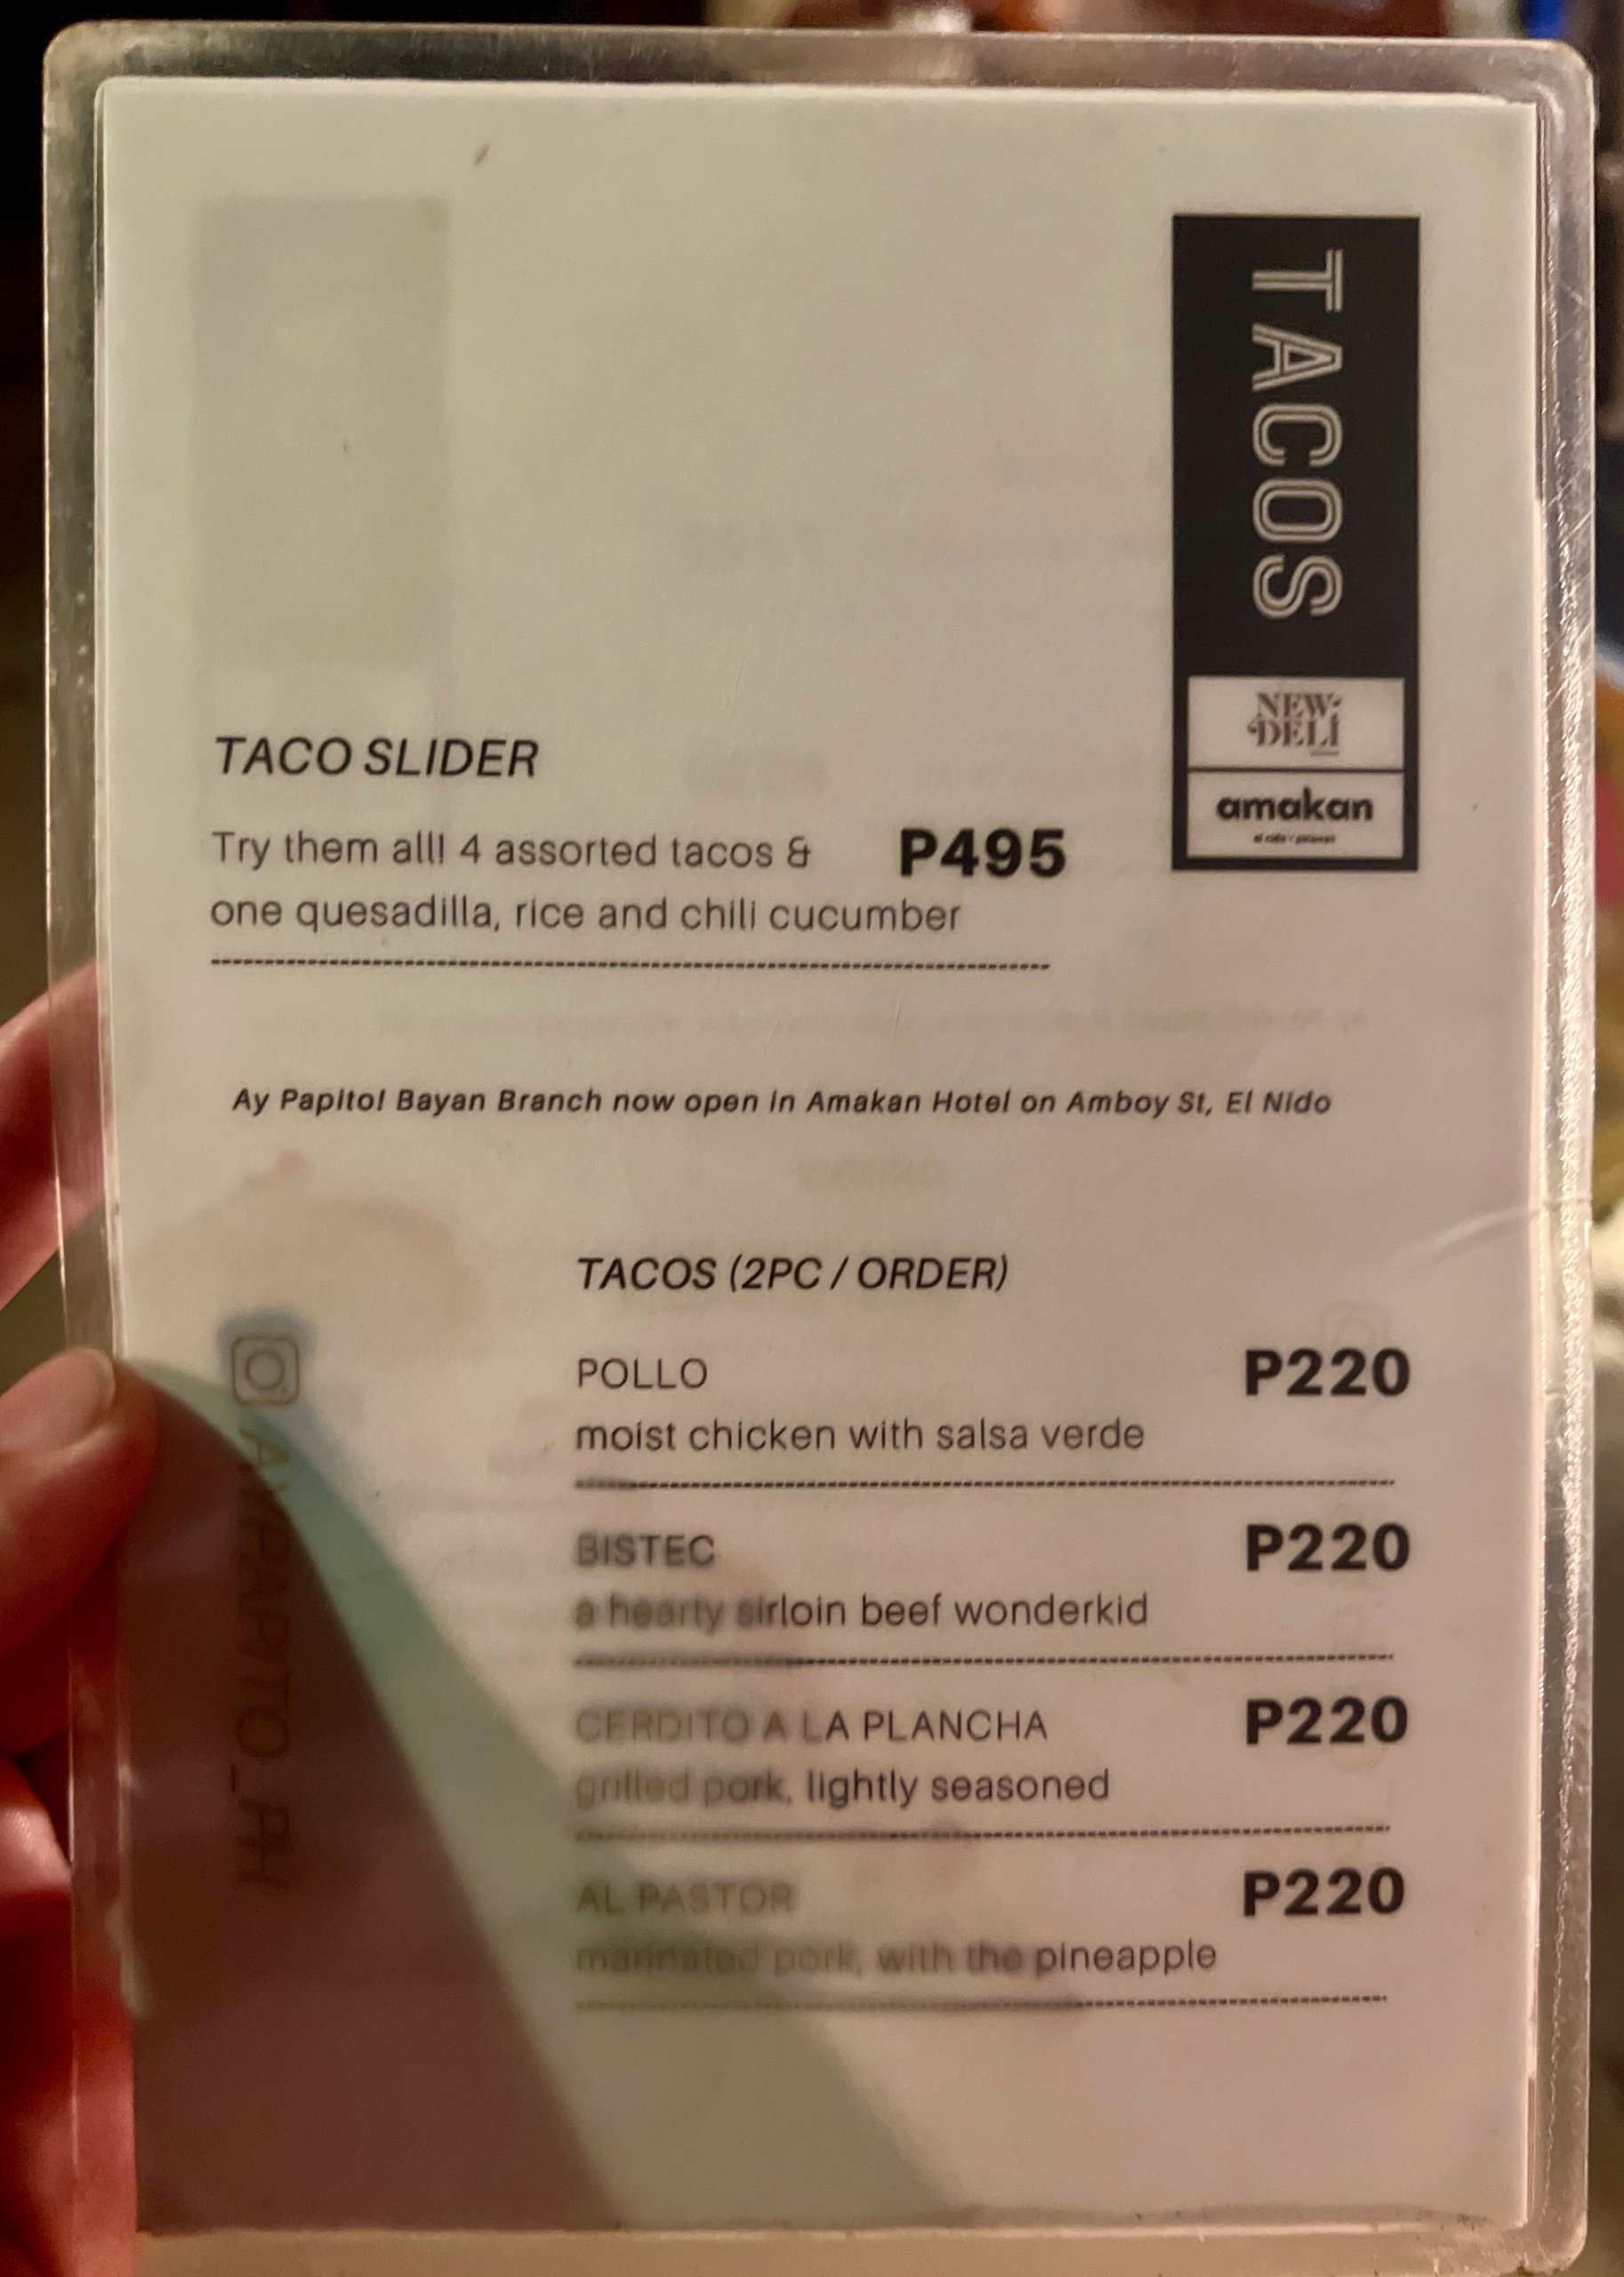 TACOS
NEW
DELI
amakan
TACO SLIDER
Try them all! 4 assorted tacos & P495
one quesadilla, rice and chili cucumber
Ay Papito! Bayan Branch now open in Amakan Hotel on Amboy St, El Nido
TACOS (2PC / ORDER)
POLLO P220
moist chicken with salsa verde
BISTEC P220
a hearty sirloin beef wonderkid
CERDITO A LA PLANCHA P220
grilled pork, lightly seasoned
AL PASTOR P220
marinated pork, with the pineapple